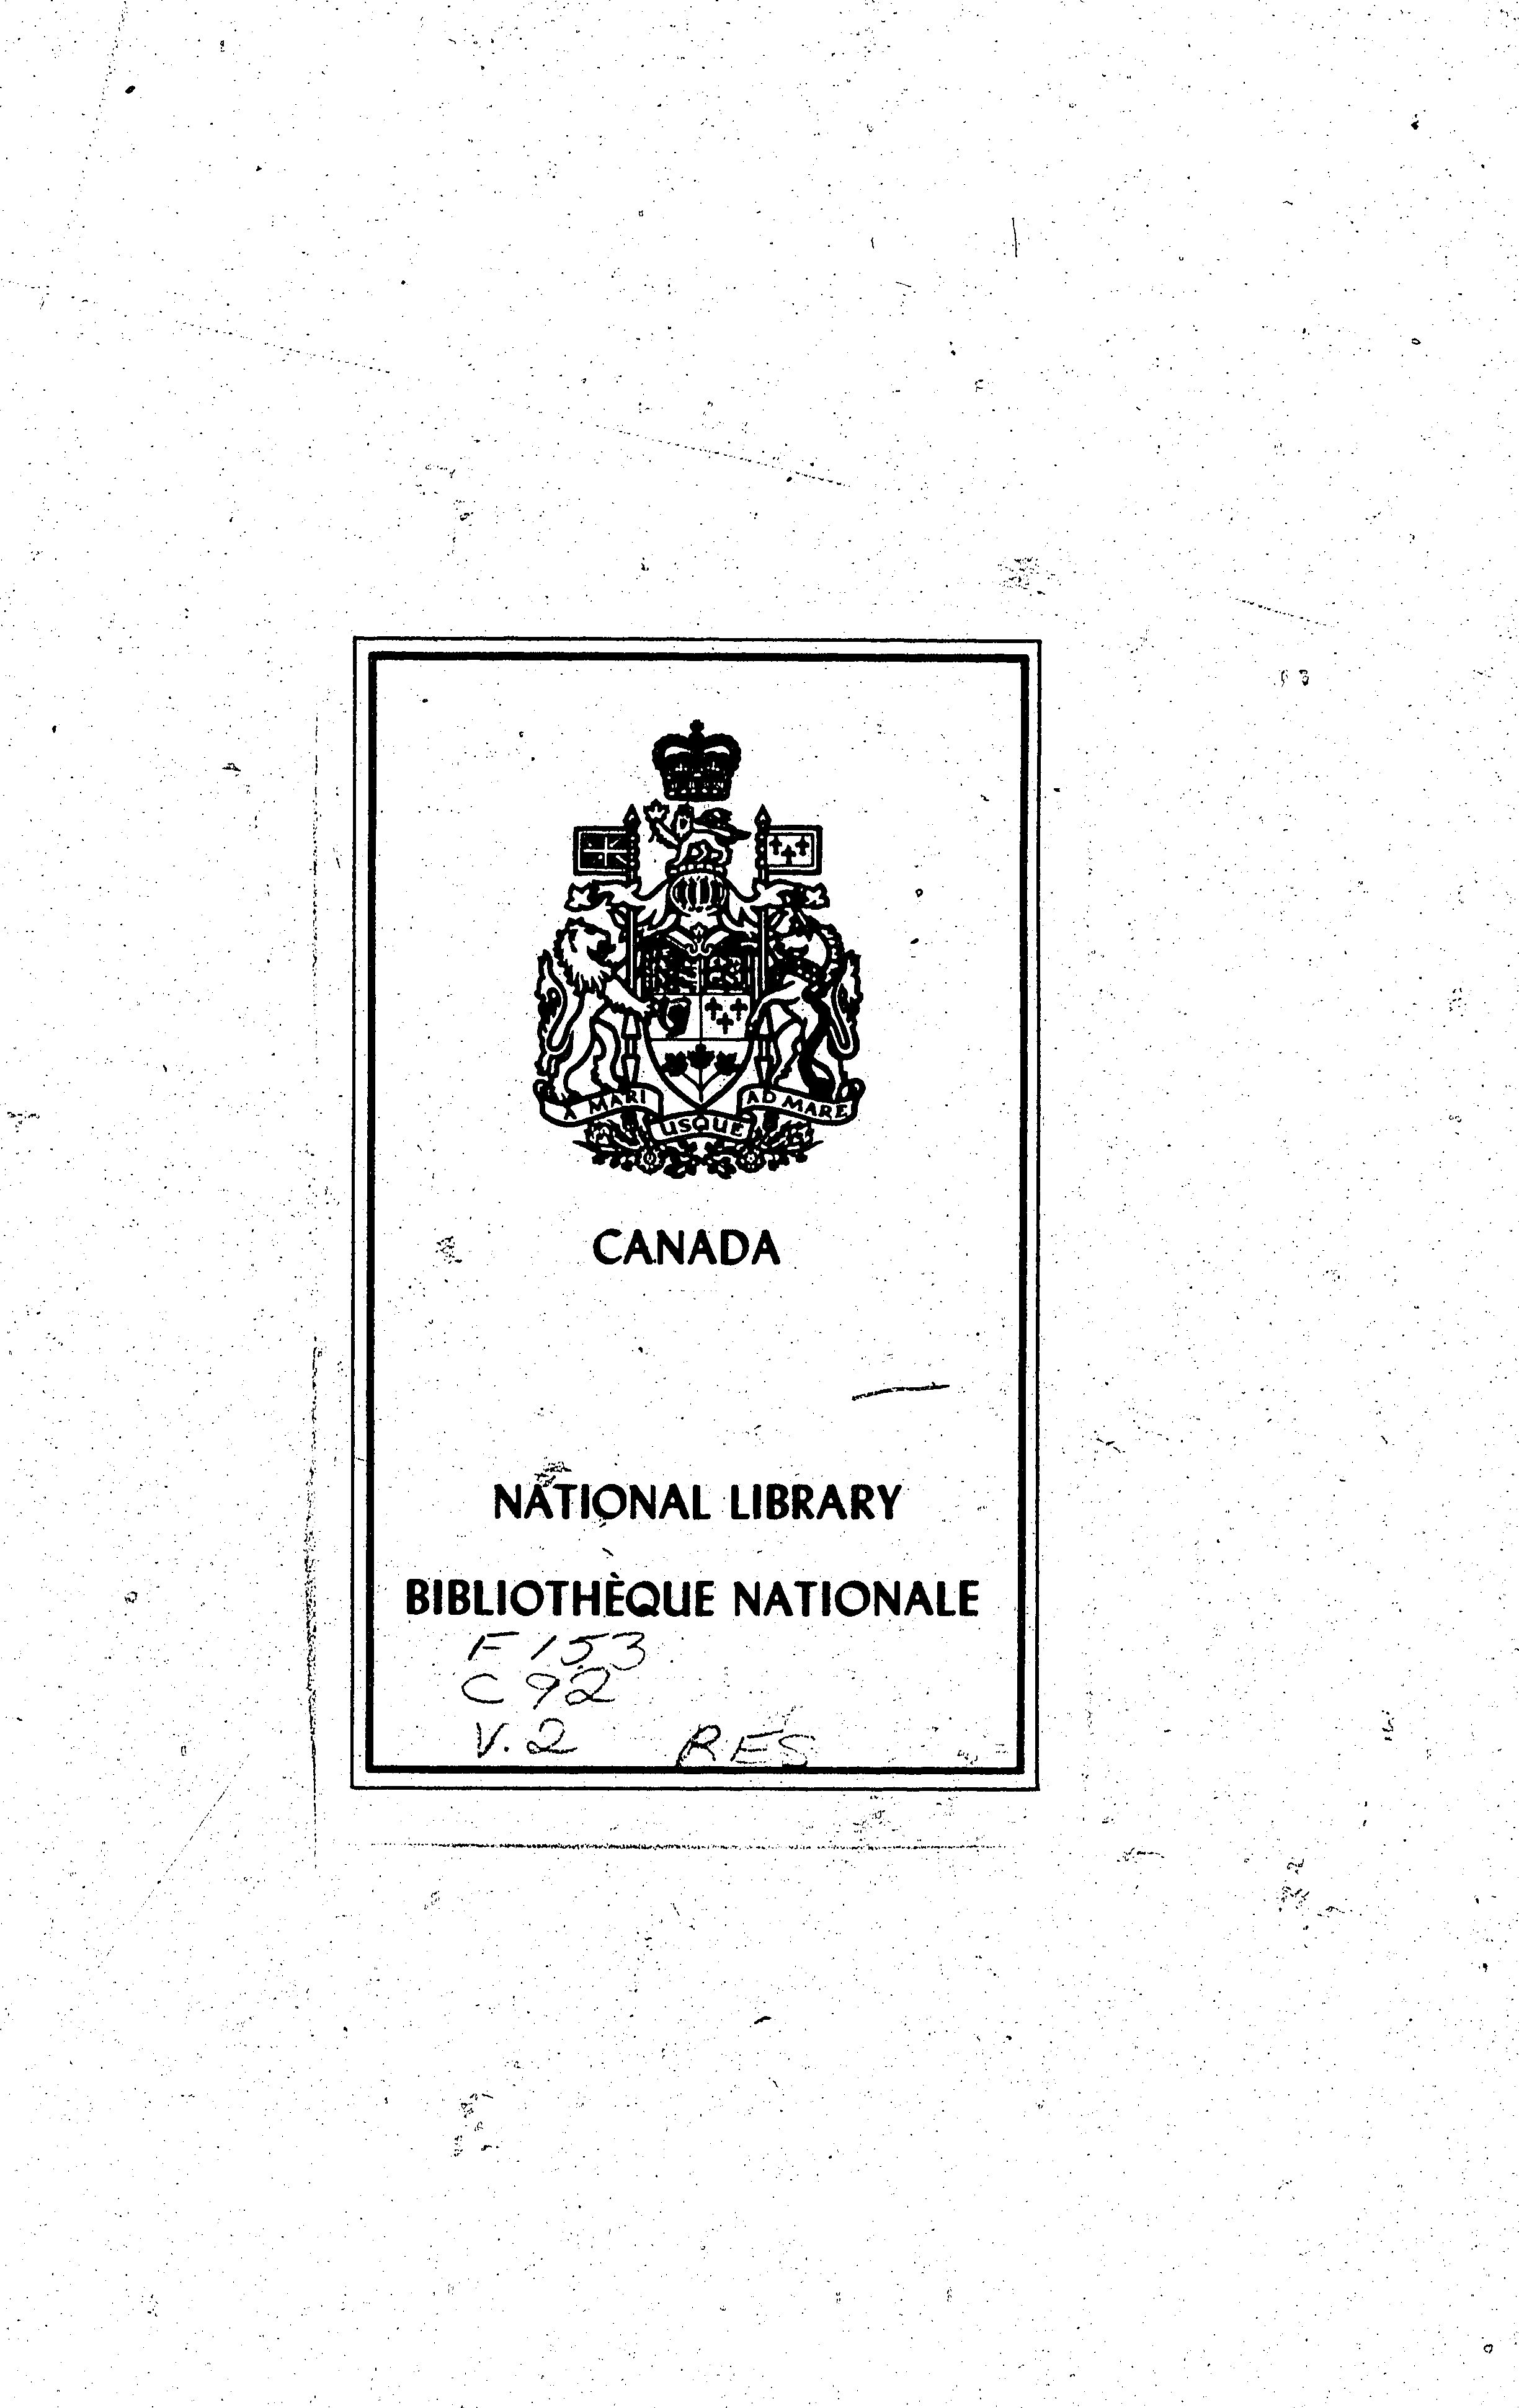 A MARI USQUE AD MARE
CANADA
NATIONAL LIBRARY
BIBLIOTHÈQUE NATIONALE
F 153
C 92
V. 2 RES